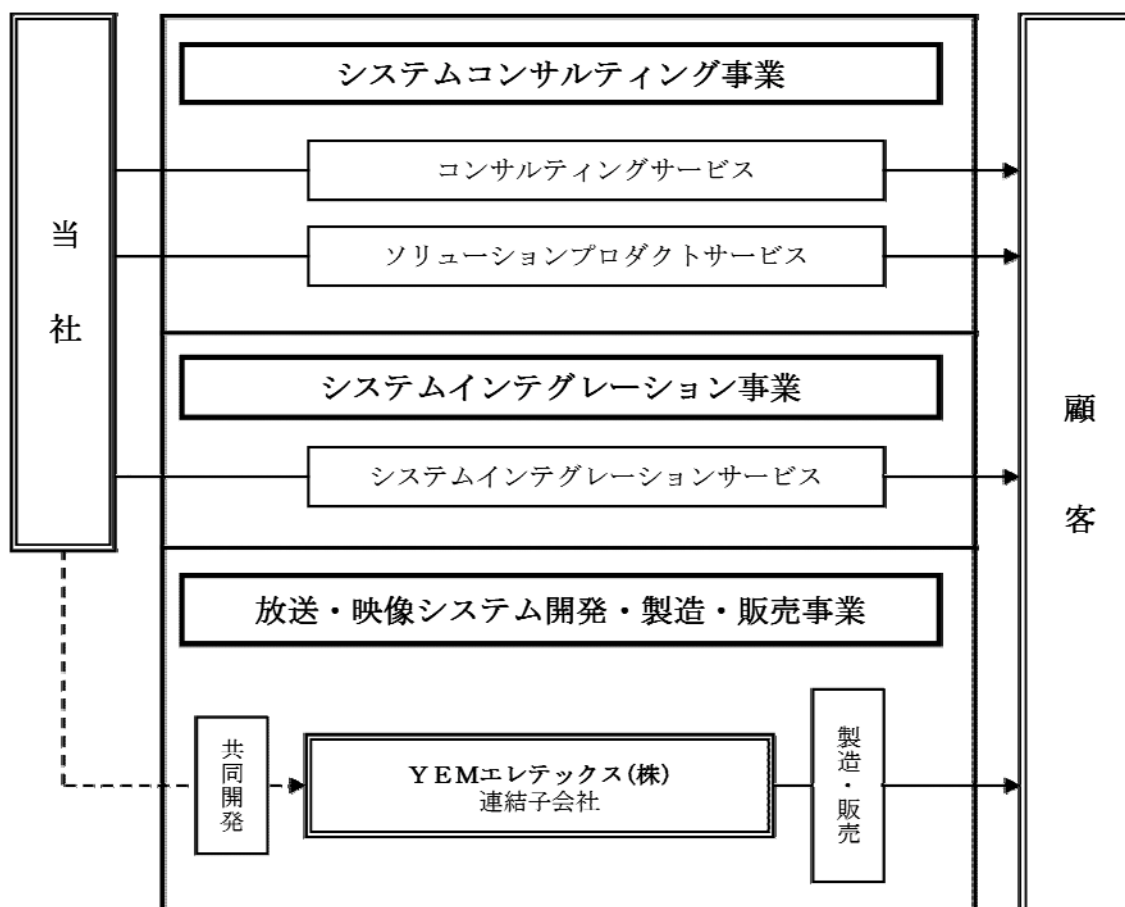 システムコンサルティング事業
コンサルティングサービス
ソリューションプロダクトサービス
当社
システムインテグレーション事業
システムインテグレーションサービス
顧客
放送・映像システム開発・製造・販売事業
共同開発
YEMエレテックス(株)
連結子会社
製造・販売